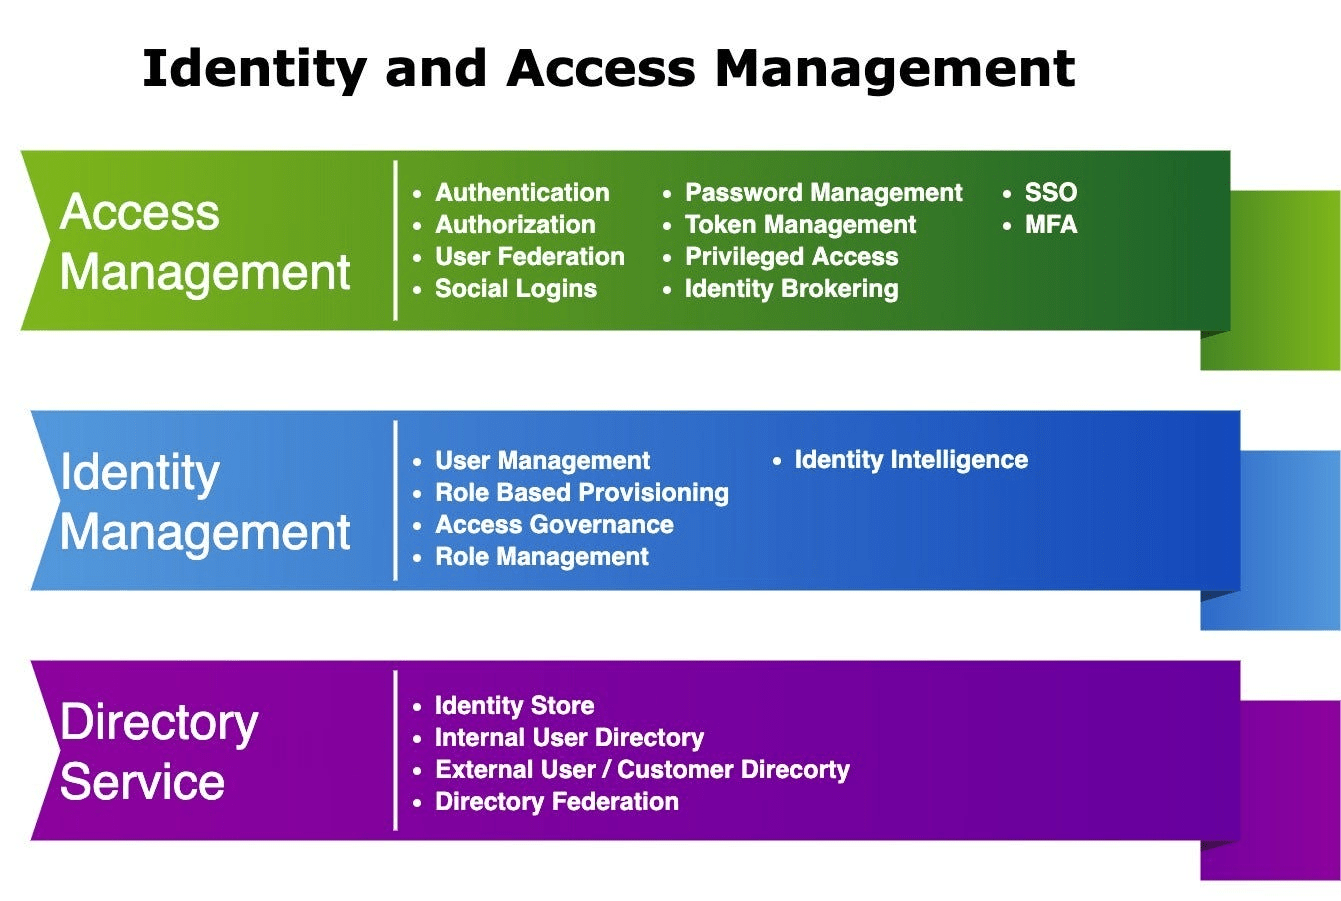 Identity and Access Management
Access
Management
• Authentication
• Authorization
• User Federation
• Social Logins
• Password Management
• Token Management
• Privileged Access
• Identity Brokering
• SSO
• MFA
Identity
Management
• User Management
• Role Based Provisioning
• Access Governance
• Role Management
• Identity Intelligence
Directory
Service
• Identity Store
• Internal User Directory
• External User / Customer Direcorty
• Directory Federation